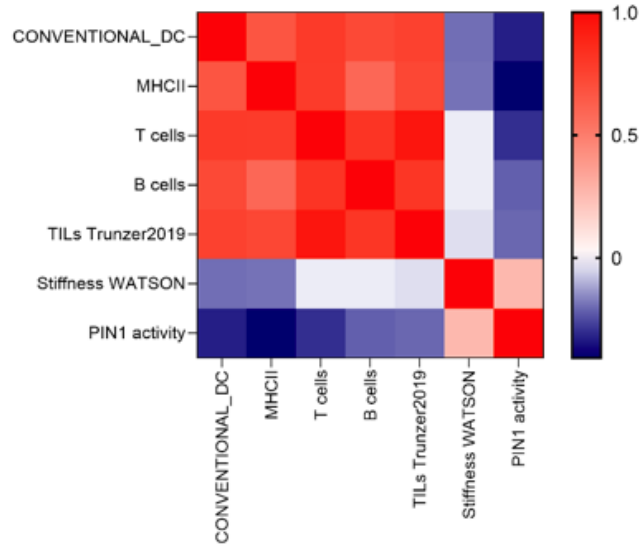 CONVENTIONAL_DC
MHCII
T cells
B cells
TILs Trunzer2019
Stiffness WATSON
PIN1 activity
CONVENTIONAL_DC
MHCII
T cells
B cells
TILs Trunzer2019
Stiffness WATSON
PIN1 activity
1.0
0.5
0